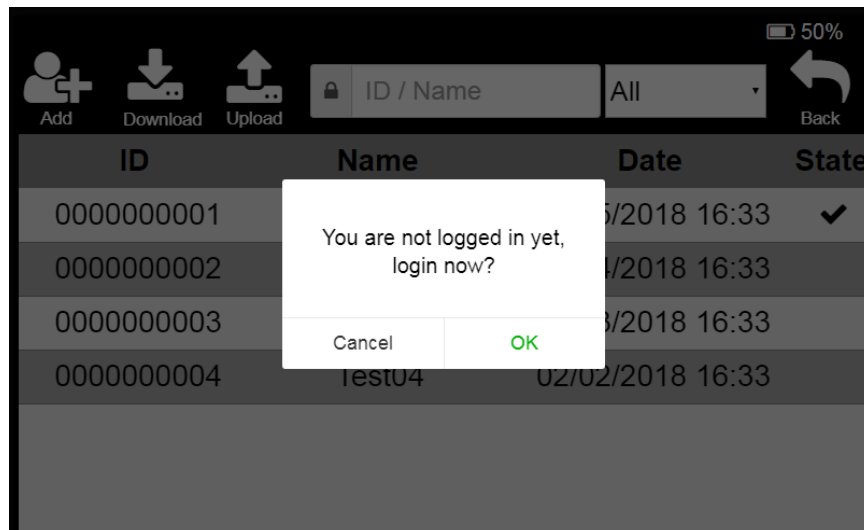 50%
Add Download Upload ID / Name All Back
ID Name Date State
0000000001 5/2018 16:33
0000000002 /2018 16:33
0000000003 /2018 16:33
0000000004 Test04 02/02/2018 16:33
You are not logged in yet,
login now?
Cancel OK